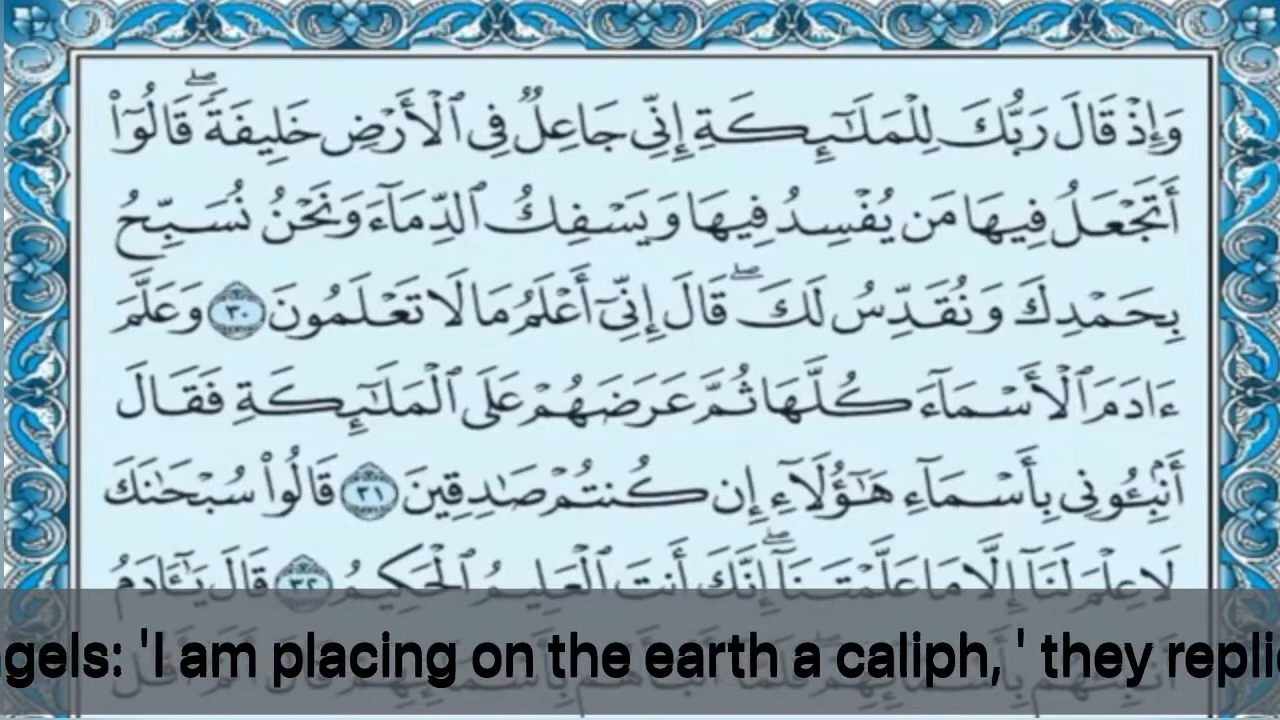 وَإِذْ قَالَ رَبُّكَ لِلْمَلَـٰٓئِكَةِ إِنِّى جَاعِلٌ فِى ٱلْأَرْضِ خَلِيفَةً ۖ قَالُوٓا۟
أَتَجْعَلُ فِيهَا مَن يُفْسِدُ فِيهَا وَيَسْفِكُ ٱلدِّمَآءَ وَنَحْنُ نُسَبِّحُ
بِحَمْدِكَ وَنُقَدِّسُ لَكَ ۖ قَالَ إِنِّىٓ أَعْلَمُ مَا لَا تَعْلَمُونَ ٣٠ وَعَلَّمَ
ءَادَمَ ٱلْأَسْمَآءَ كُلَّهَا ثُمَّ عَرَضَهُمْ عَلَى ٱلْمَلَـٰٓئِكَةِ فَقَالَ
أَنۢبِـُٔونِى بِأَسْمَآءِ هَـٰٓؤُلَآءِ إِن كُنتُمْ صَـٰدِقِينَ ٣١ قَالُوا۟ سُبْحَـٰنَكَ
لَا عِلْمَ لَنَآ إِلَّا مَا عَلَّمْتَنَآ ۖ إِنَّكَ أَنتَ ٱلْعَلِيمُ ٱلْحَكِيمُ ٣٢ قَالَ يَـٰٓـَٔادَمُ
gels: 'I am placing on the earth a caliph, ' they repli